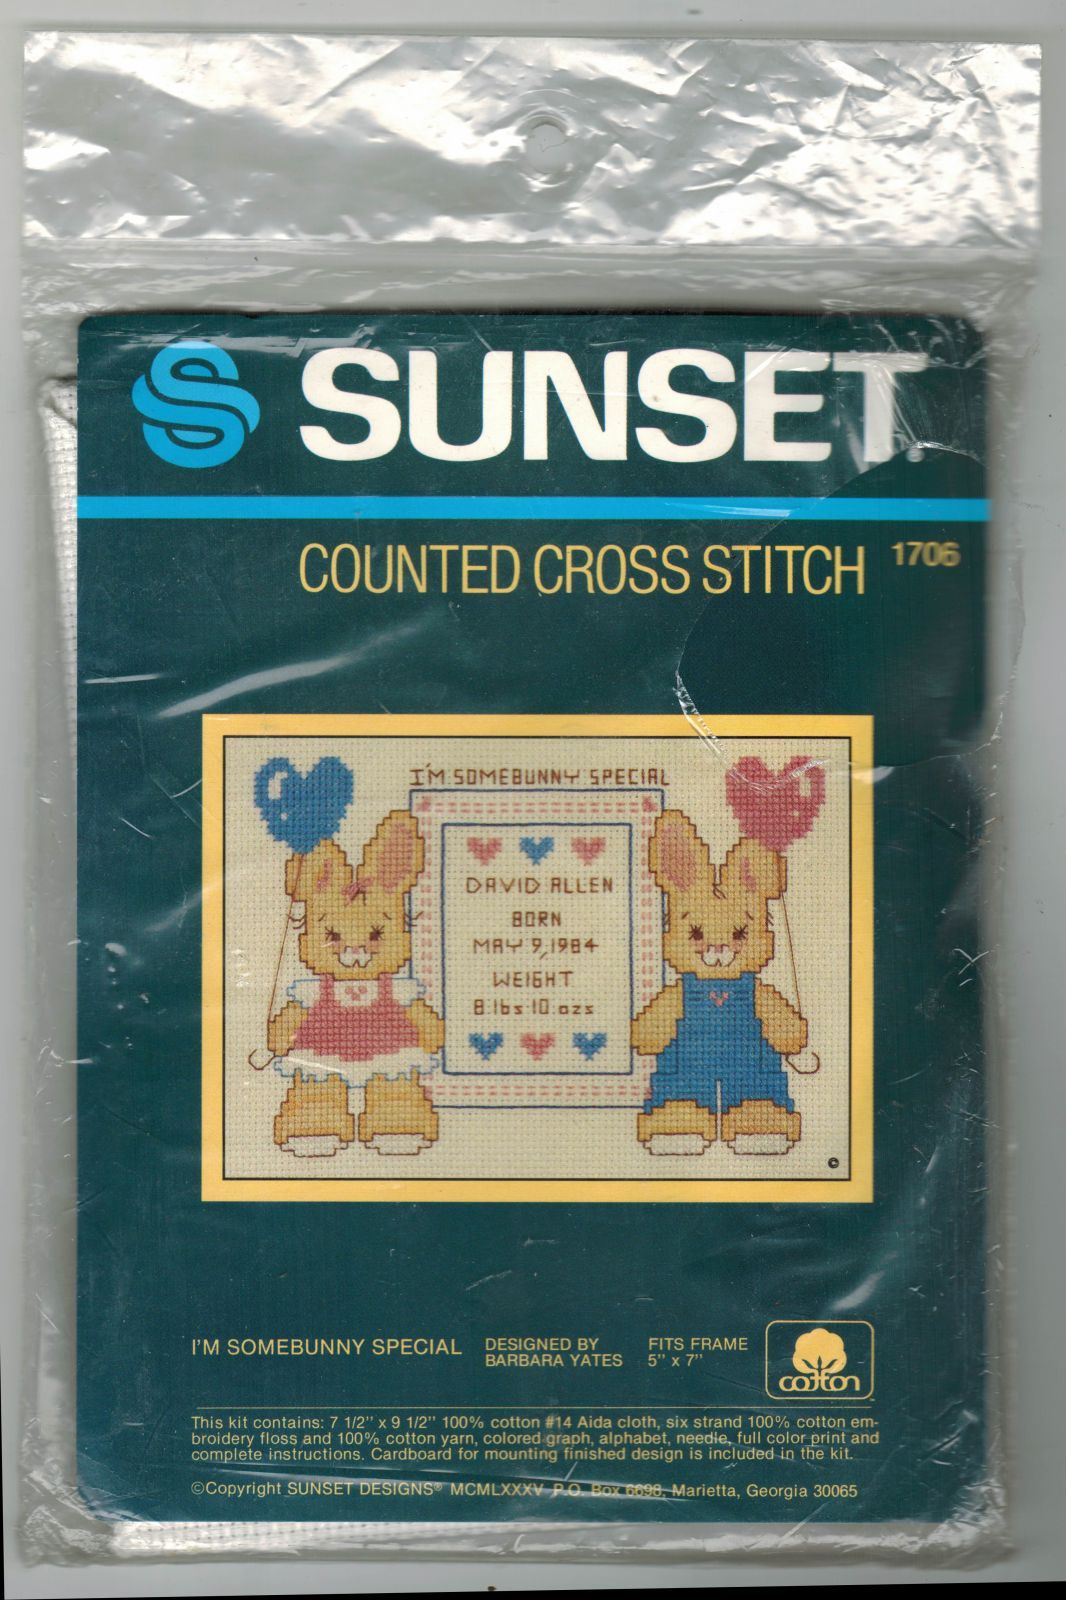 SUNSET.
COUNTED CROSS STITCH 1706
I'M SOMEBUNNY SPECIAL
DAVID ALLEN
BORN
MAY 9, 1984
WEIGHT
8 lbs·10 ozs
©
I'M SOMEBUNNY SPECIAL
DESIGNED BY
BARBARA YATES
FITS FRAME
5" x 7"
cotton
This kit contains: 7 1/2" x 9 1/2" 100% cotton #14 Aida cloth, six strand 100% cotton em-
broidery floss and 100% cotton yarn, colored graph, alphabet, needle, full color print and
complete instructions. Cardboard for mounting finished design is included in the kit.
©Copyright SUNSET DESIGNS® MCMLXXXV P.O. Box 6698, Marietta, Georgia 30065